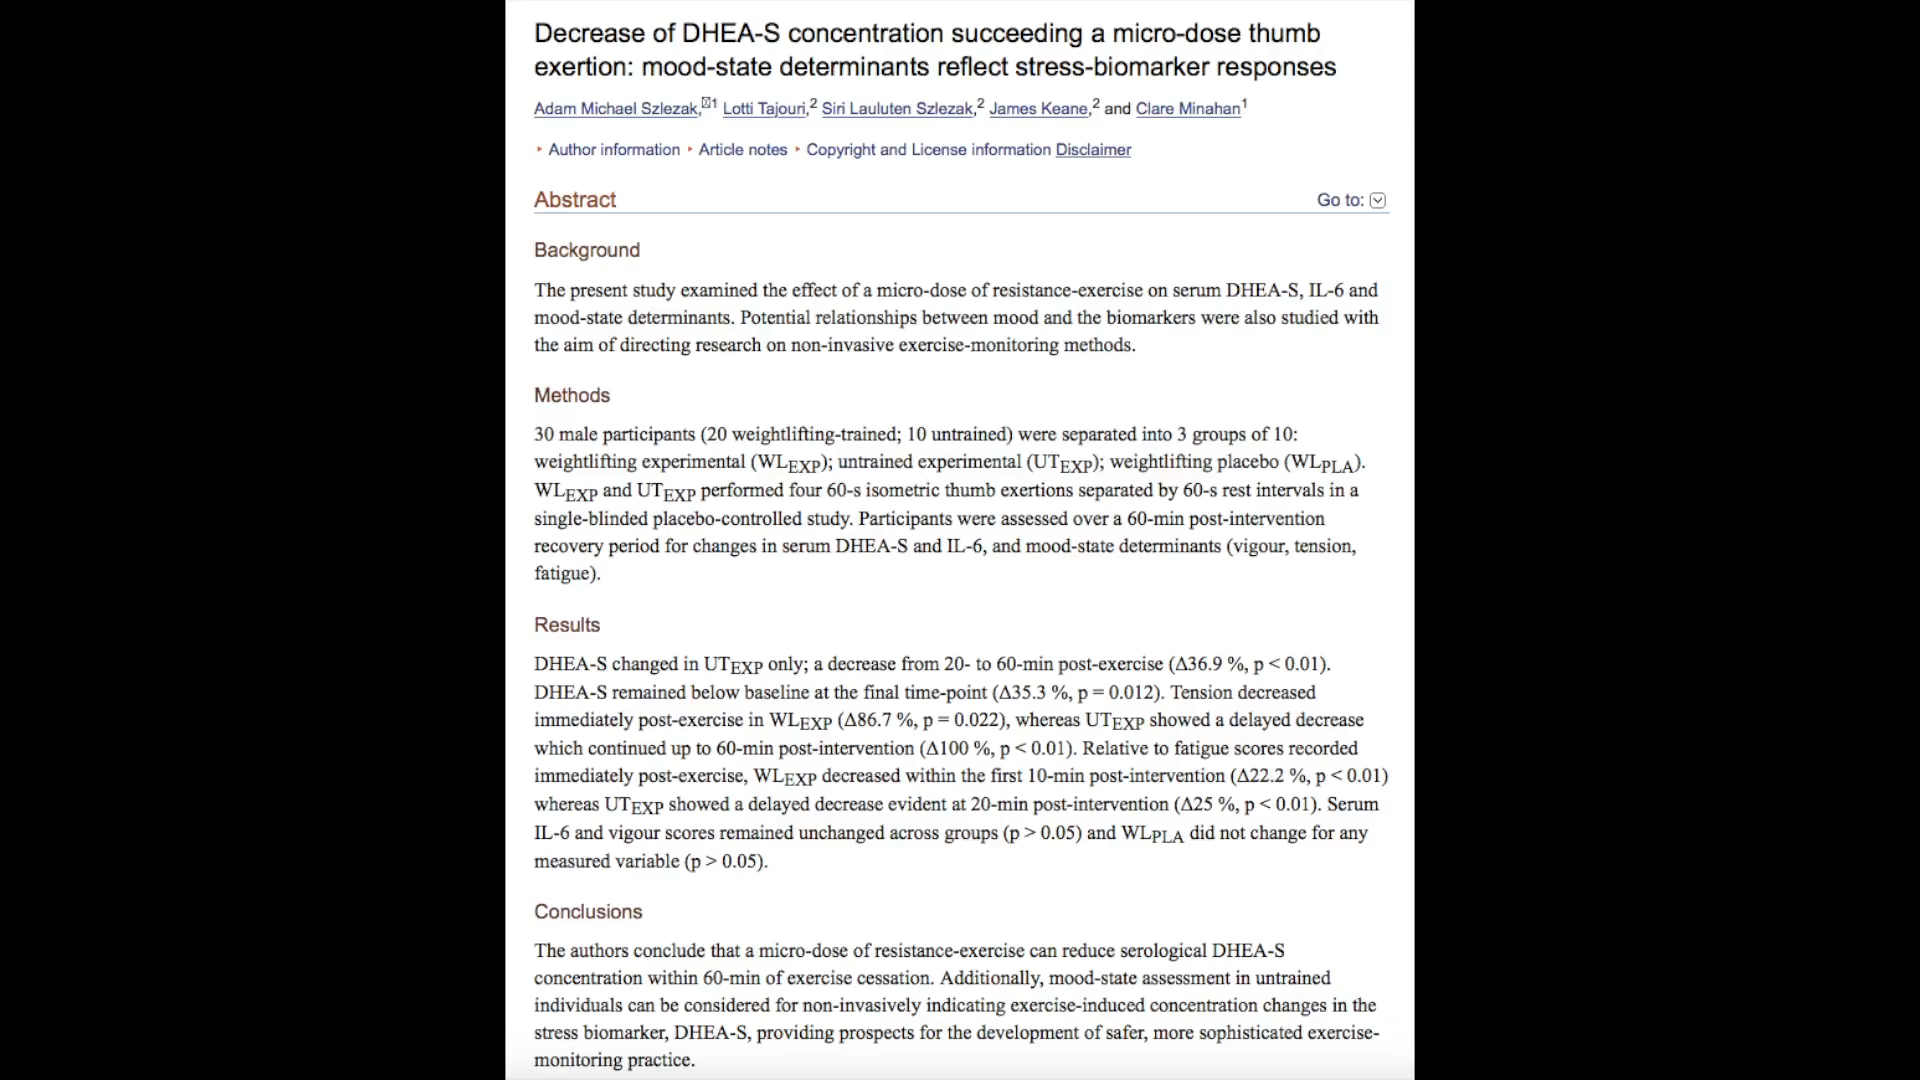 Decrease of DHEA-S concentration succeeding a micro-dose thumb
exertion: mood-state determinants reflect stress-biomarker responses
Adam Michael Szlezak,✉1 Lotti Tajouri,2 Siri Lauluten Szlezak,2 James Keane,2 and Clare Minahan1
‣ Author information ‣ Article notes ‣ Copyright and License information Disclaimer
Abstract Go to:
Background
The present study examined the effect of a micro-dose of resistance-exercise on serum DHEA-S, IL-6 and
mood-state determinants. Potential relationships between mood and the biomarkers were also studied with
the aim of directing research on non-invasive exercise-monitoring methods.
Methods
30 male participants (20 weightlifting-trained; 10 untrained) were separated into 3 groups of 10:
weightlifting experimental (WLEXP); untrained experimental (UTEXP); weightlifting placebo (WLPLA).
WLEXP and UTEXP performed four 60-s isometric thumb exertions separated by 60-s rest intervals in a
single-blinded placebo-controlled study. Participants were assessed over a 60-min post-intervention
recovery period for changes in serum DHEA-S and IL-6, and mood-state determinants (vigour, tension,
fatigue).
Results
DHEA-S changed in UTEXP only; a decrease from 20- to 60-min post-exercise (Δ36.9 %, p < 0.01).
DHEA-S remained below baseline at the final time-point (Δ35.3 %, p = 0.012). Tension decreased
immediately post-exercise in WLEXP (Δ86.7 %, p = 0.022), whereas UTEXP showed a delayed decrease
which continued up to 60-min post-intervention (Δ100 %, p < 0.01). Relative to fatigue scores recorded
immediately post-exercise, WLEXP decreased within the first 10-min post-intervention (Δ22.2 %, p < 0.01)
whereas UTEXP showed a delayed decrease evident at 20-min post-intervention (Δ25 %, p < 0.01). Serum
IL-6 and vigour scores remained unchanged across groups (p > 0.05) and WLPLA did not change for any
measured variable (p > 0.05).
Conclusions
The authors conclude that a micro-dose of resistance-exercise can reduce serological DHEA-S
concentration within 60-min of exercise cessation. Additionally, mood-state assessment in untrained
individuals can be considered for non-invasively indicating exercise-induced concentration changes in the
stress biomarker, DHEA-S, providing prospects for the development of safer, more sophisticated exercise-
monitoring practice.